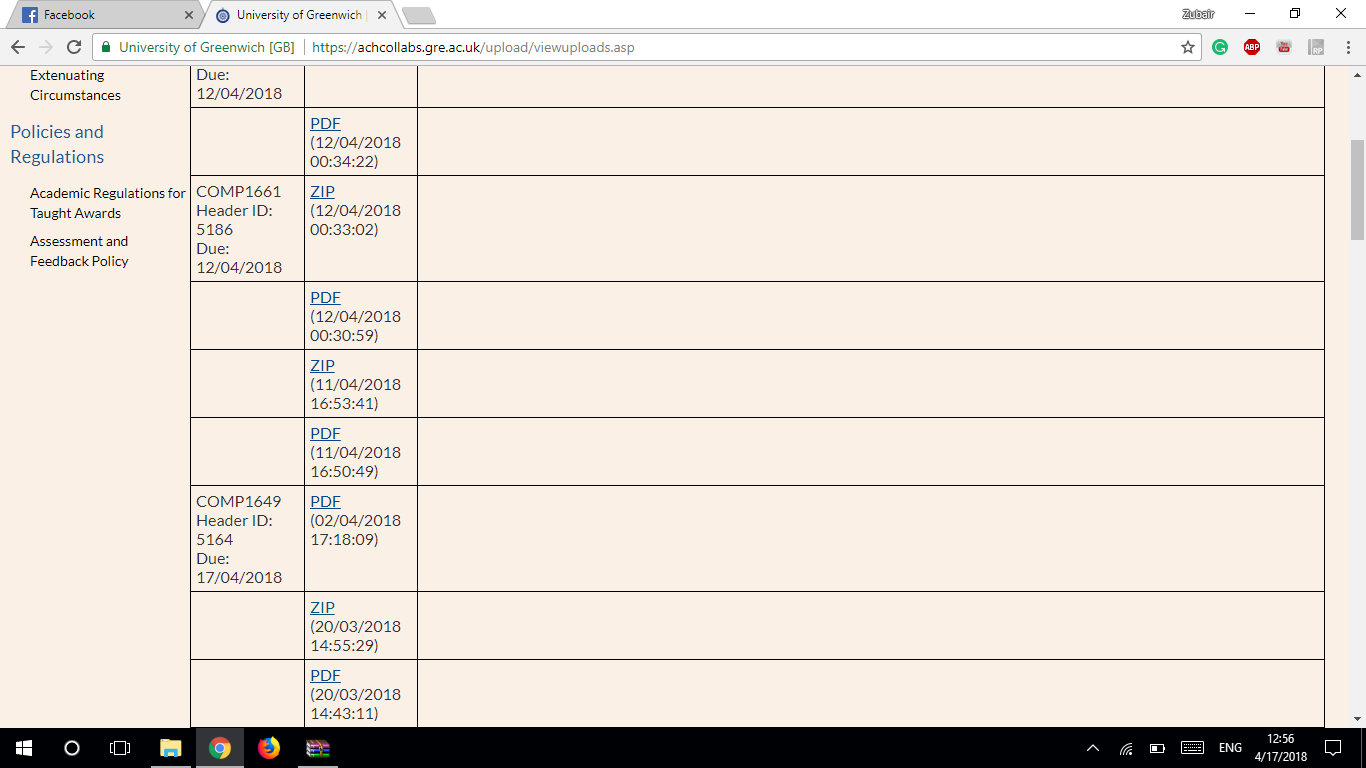 Facebook
University of Greenwich |
Zubair
University of Greenwich [GB]
https://achcollabs.gre.ac.uk/upload/viewuploads.asp
ABP
RP
Extenuating
Circumstances
Policies and
Regulations
Academic Regulations for
Taught Awards
Assessment and
Feedback Policy
Due:
12/04/2018
PDF
(12/04/2018
00:34:22)
COMP1661
Header ID:
5186
Due:
12/04/2018
ZIP
(12/04/2018
00:33:02)
PDF
(12/04/2018
00:30:59)
ZIP
(11/04/2018
16:53:41)
PDF
(11/04/2018
16:50:49)
COMP1649
Header ID:
5164
Due:
17/04/2018
PDF
(02/04/2018
17:18:09)
ZIP
(20/03/2018
14:55:29)
PDF
(20/03/2018
14:43:11)
ENG
12:56
4/17/2018